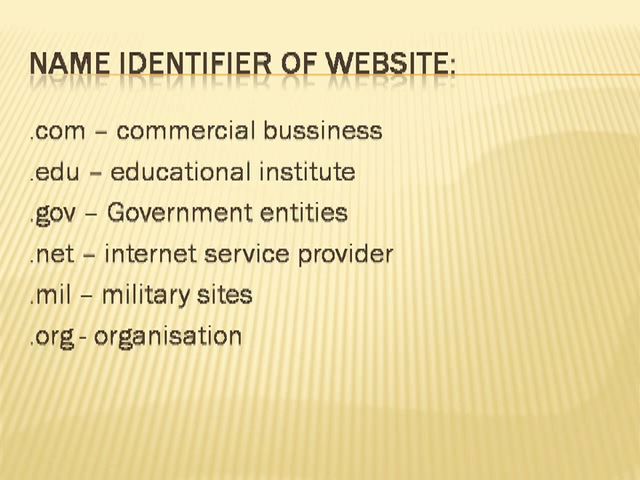 NAME IDENTIFIER OF WEBSITE:
.com – commercial bussiness
.edu – educational institute
.gov – Government entities
.net – internet service provider
.mil – military sites
.org - organisation